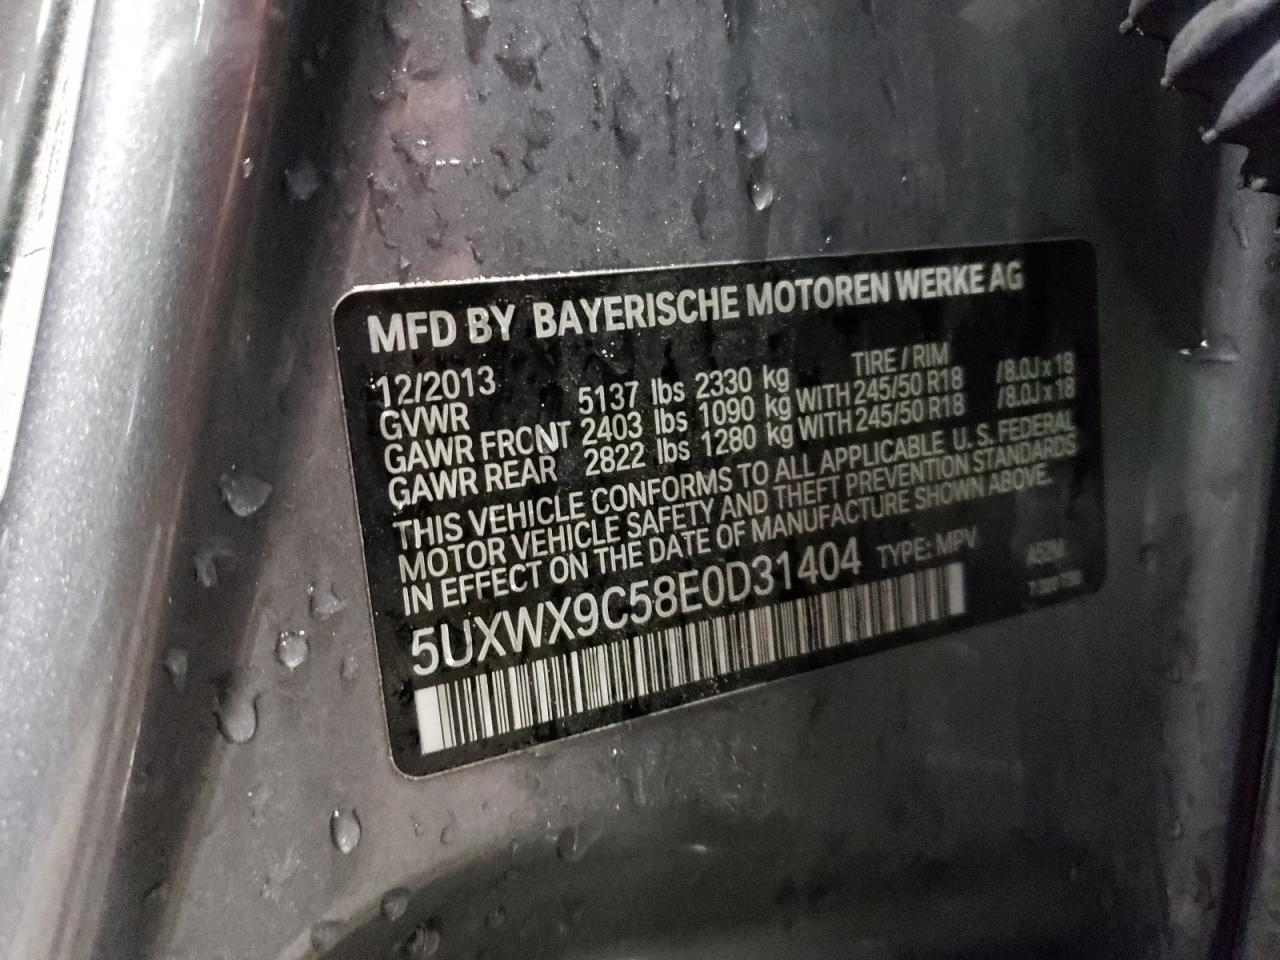 MFD BY BAYERISCHE MOTOREN WERKE AG
12/2013 TIRE / RIM
GVWR 5137 lbs 2330 kg
GAWR FRONT 2403 lbs 1090 kg WITH 245/50 R18 /8.0J x 18
GAWR REAR 2822 lbs 1280 kg WITH 245/50 R18 /8.0J x 18
THIS VEHICLE CONFORMS TO ALL APPLICABLE U.S. FEDERAL
MOTOR VEHICLE SAFETY AND THEFT PREVENTION STANDARDS
IN EFFECT ON THE DATE OF MANUFACTURE SHOWN ABOVE.
5UXWX9C58E0D31404 TYPE: MPV A52M